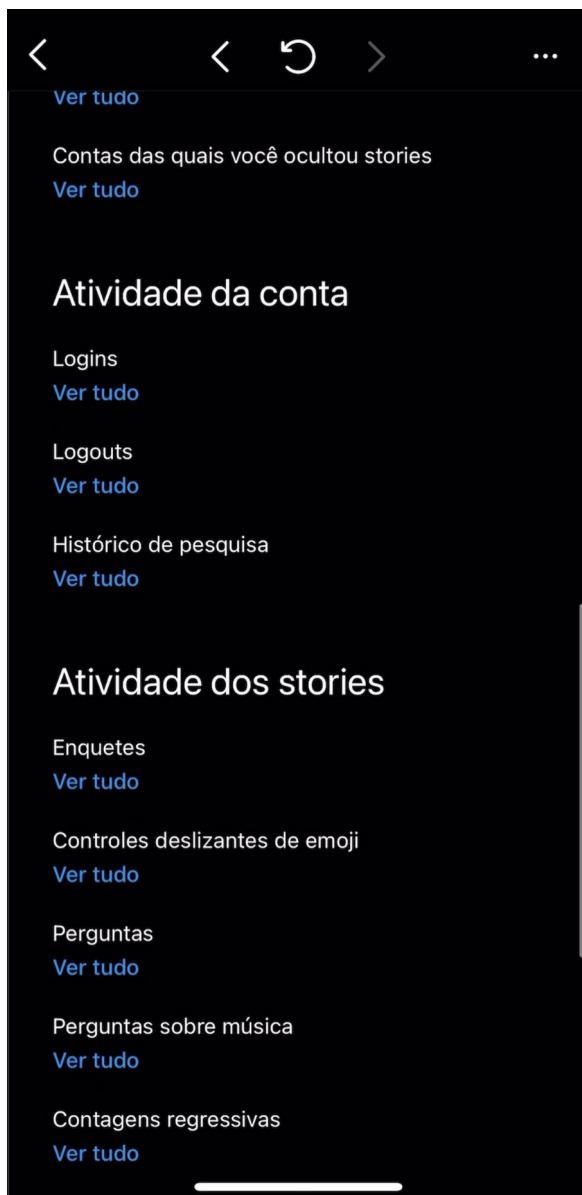 Ver tudo
Contas das quais você ocultou stories
Ver tudo
Atividade da conta
Logins
Ver tudo
Logouts
Ver tudo
Histórico de pesquisa
Ver tudo
Atividade dos stories
Enquetes
Ver tudo
Controles deslizantes de emoji
Ver tudo
Perguntas
Ver tudo
Perguntas sobre música
Ver tudo
Contagens regressivas
Ver tudo